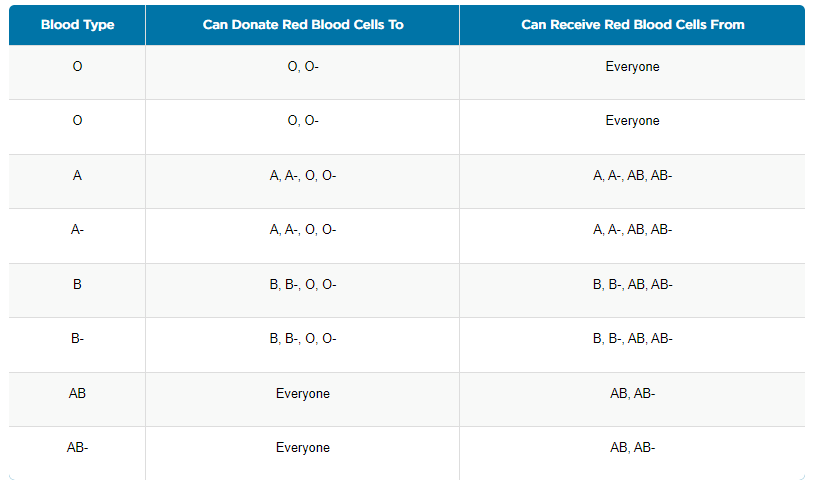 Blood Type Can Donate Red Blood Cells To Can Receive Red Blood Cells From
O O, O- Everyone
O O, O- Everyone
A A, A-, O, O- A, A-, AB, AB-
A- A, A-, O, O- A, A-, AB, AB-
B B, B-, O, O- B, B-, AB, AB-
B- B, B-, O, O- B, B-, AB, AB-
AB Everyone AB, AB-
AB- Everyone AB, AB-